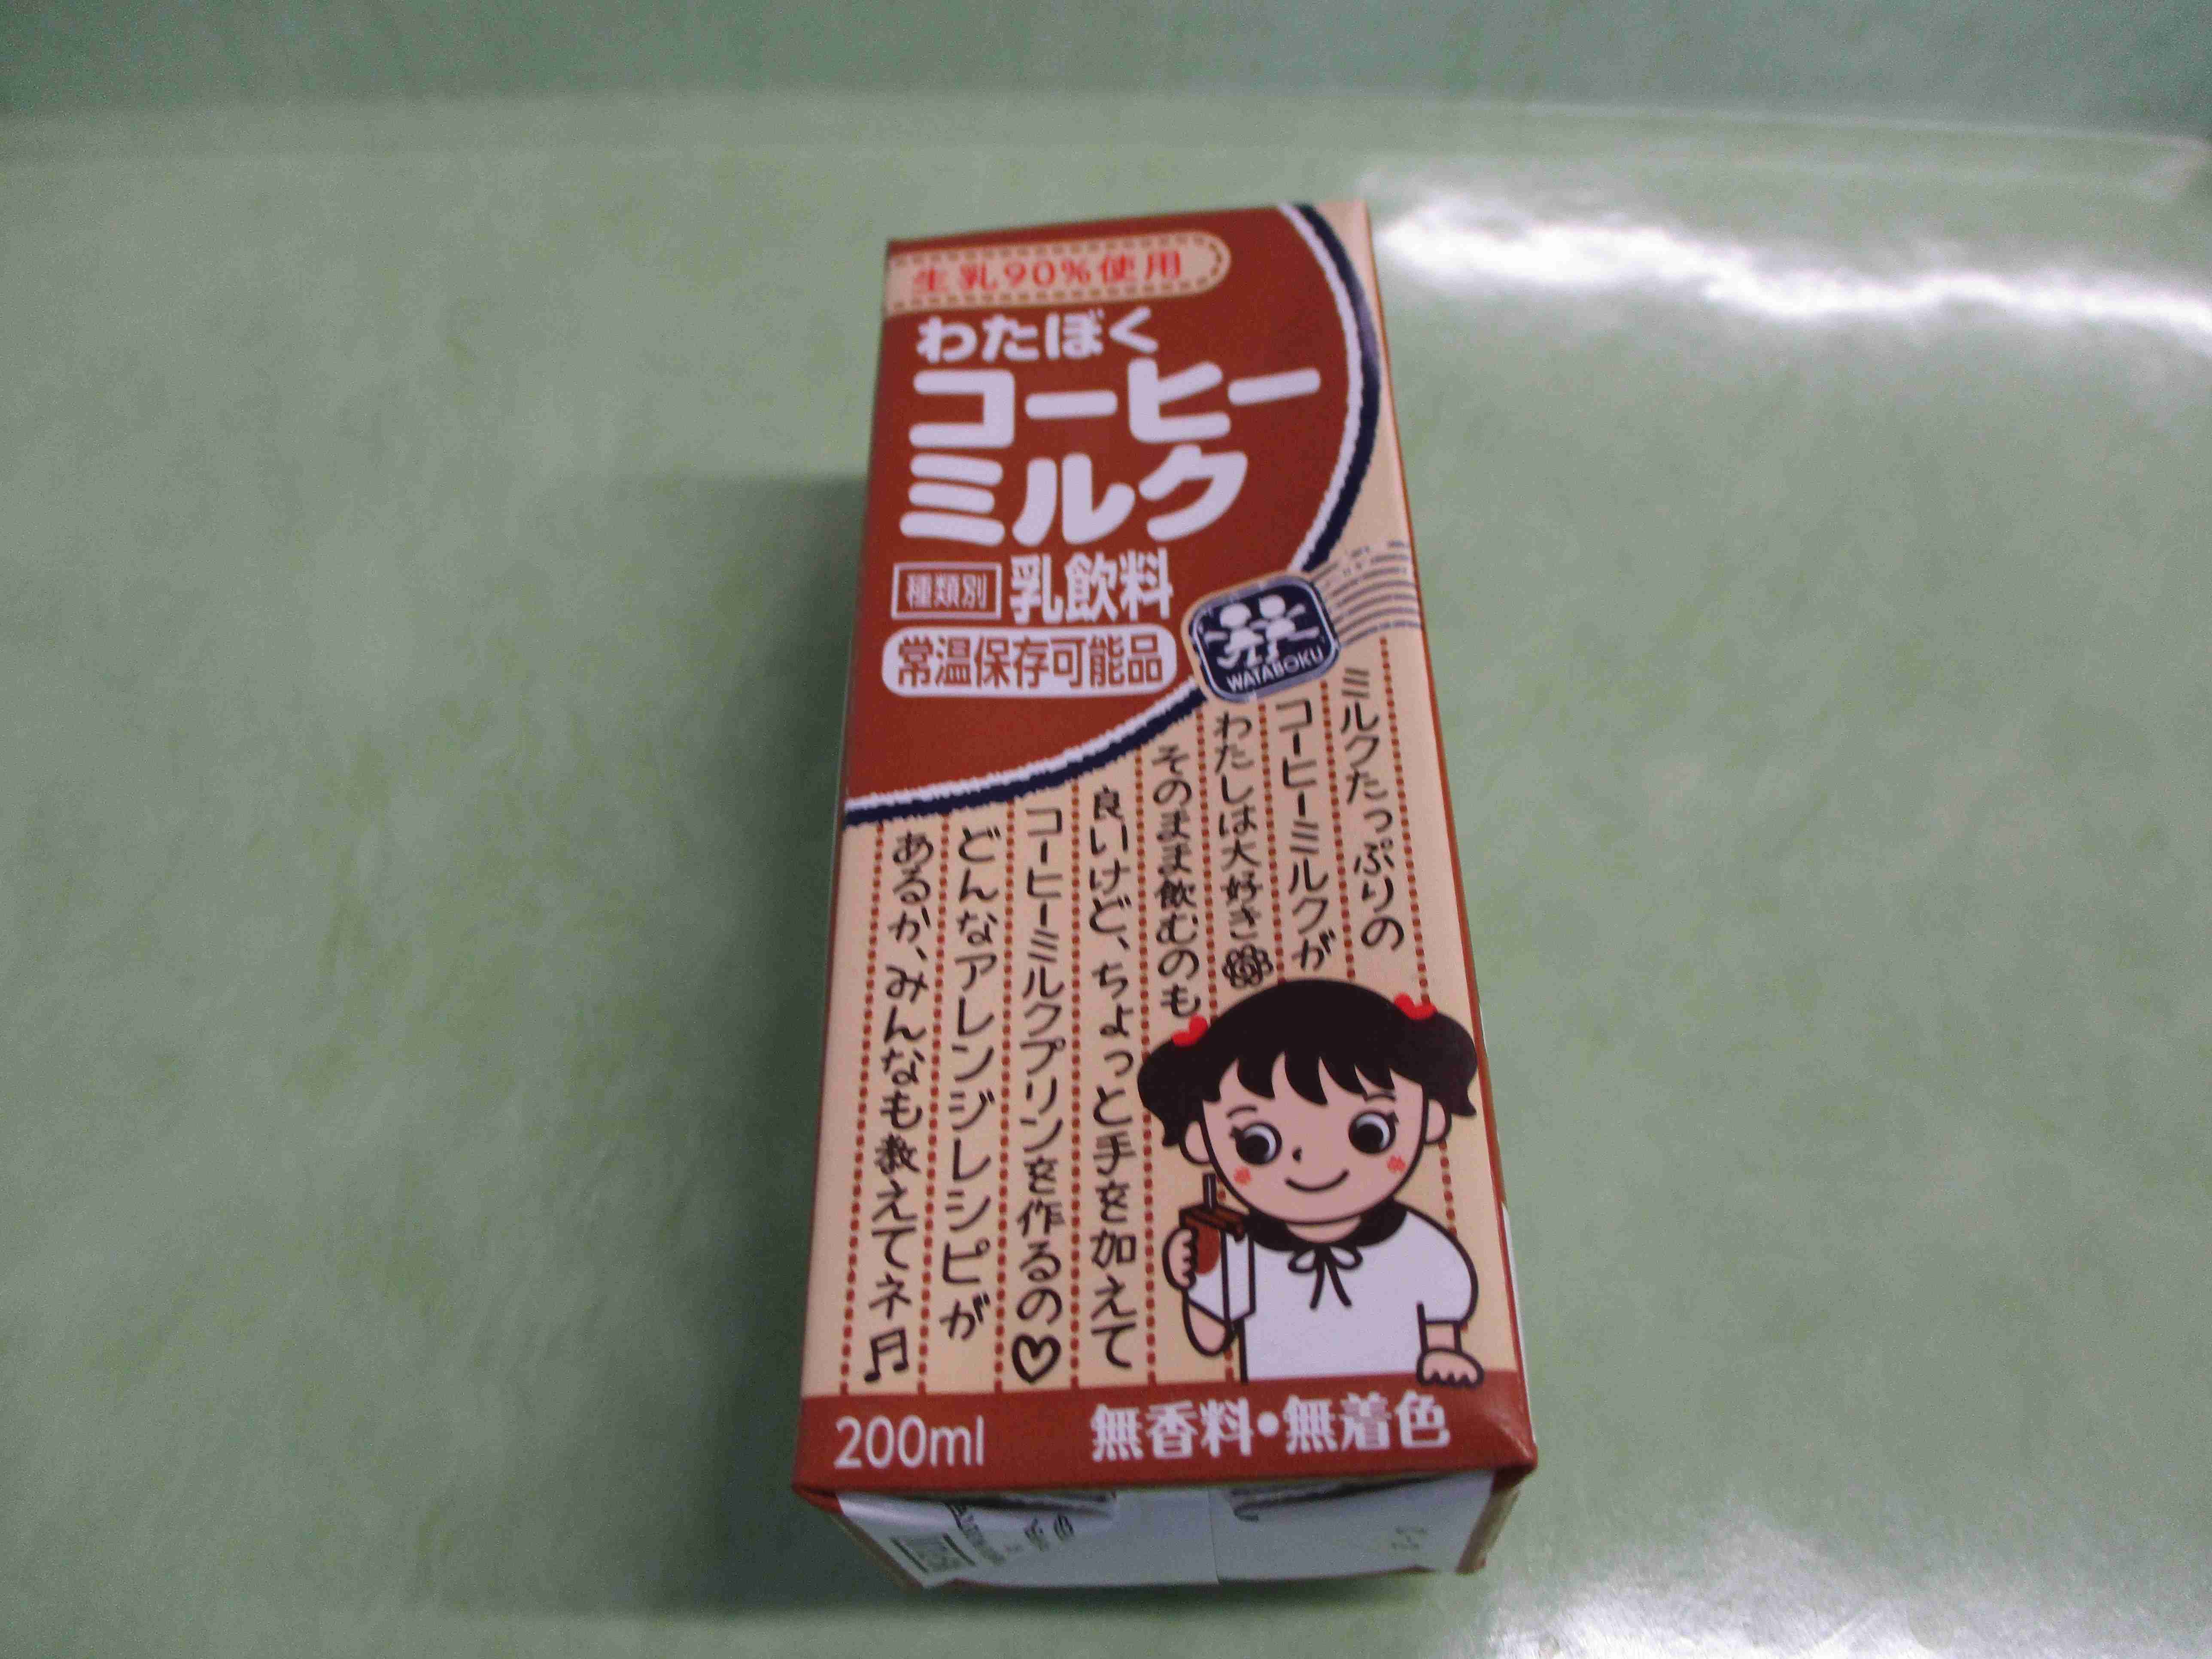 生乳90%使用
わたぼく
コーヒー
ミルク
種類別 乳飲料
常温保存可能品
WATABOKU
ミルクたっぷりの
コーヒーミルクが
わたしは大好き
そのまま飲むのも
良いけど、ちょっと手を加えて
コーヒーミルクプリンを作るの♡
どんなアレンジレシピが
あるか、みんなも教えてネ♬
200ml
無香料・無着色